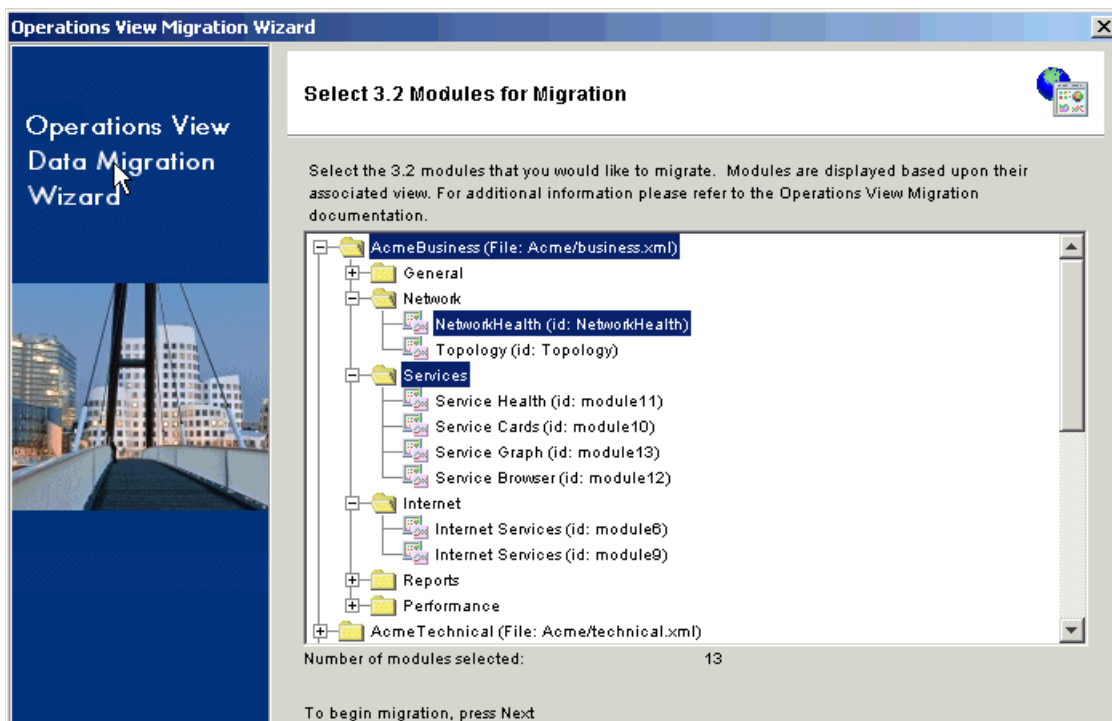 Operations View Migration Wizard
Operations View
Data Migration
Wizard
Select 3.2 Modules for Migration
Select the 3.2 modules that you would like to migrate. Modules are displayed based upon their
associated view. For additional information please refer to the Operations View Migration
documentation.
AcmeBusiness (File: Acme/business.xml)
General
Network
NetworkHealth (id: NetworkHealth)
Topology (id: Topology)
Services
Service Health (id: module11)
Service Cards (id: module10)
Service Graph (id: module13)
Service Browser (id: module12)
Internet
Internet Services (id: module6)
Internet Services (id: module9)
Reports
Performance
AcmeTechnical (File: Acme/technical.xml)
Number of modules selected: 13
To begin migration, press Next